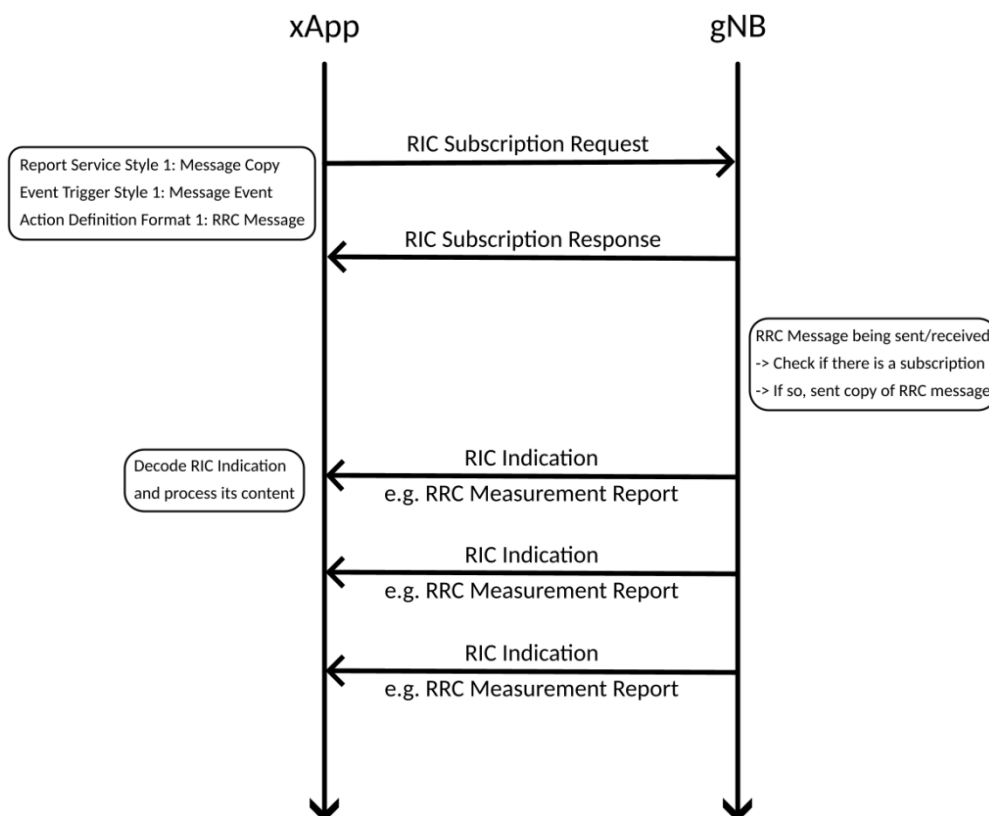 xApp
gNB
RIC Subscription Request
Report Service Style 1: Message Copy
Event Trigger Style 1: Message Event
Action Definition Format 1: RRC Message
RIC Subscription Response
RRC Message being sent/received
-> Check if there is a subscription
-> If so, sent copy of RRC message
Decode RIC Indication
and process its content
RIC Indication
e.g. RRC Measurement Report
RIC Indication
e.g. RRC Measurement Report
RIC Indication
e.g. RRC Measurement Report